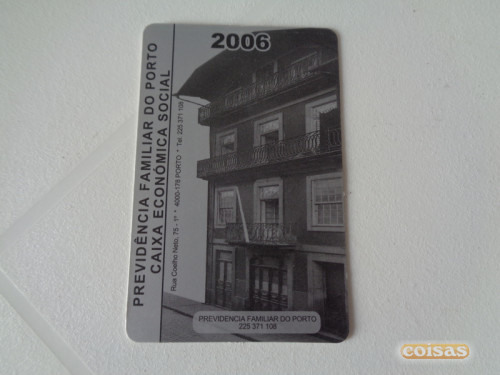 2006
PREVIDÊNCIA FAMILIAR DO PORTO
CAIXA ECONÓMICA SOCIAL
Rua Coelho Neto, 75 - 1º * 4000-178 PORTO * Tel. 225 371 108
PREVIDENCIA FAMILIAR DO PORTO
225 371 108
coisas